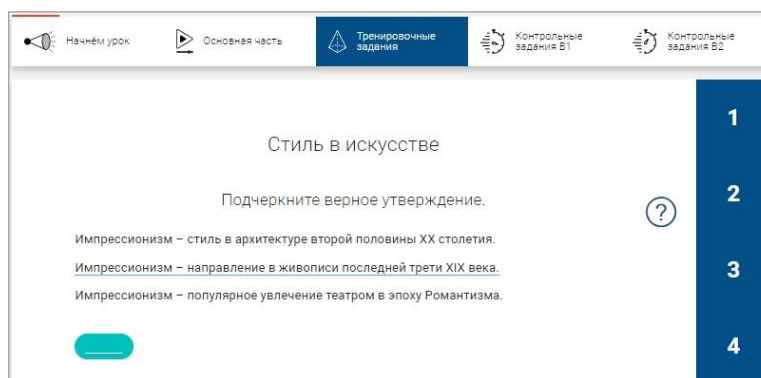 Начнём урок
Основная часть
Тренировочные
задания
Контрольные
задания В1
Контрольные
задания В2
1
Стиль в искусстве
2
Подчеркните верное утверждение.
?
Импрессионизм – стиль в архитектуре второй половины XX столетия.
Импрессионизм – направление в живописи последней трети XIX века.
3
Импрессионизм – популярное увлечение театром в эпоху Романтизма.
4